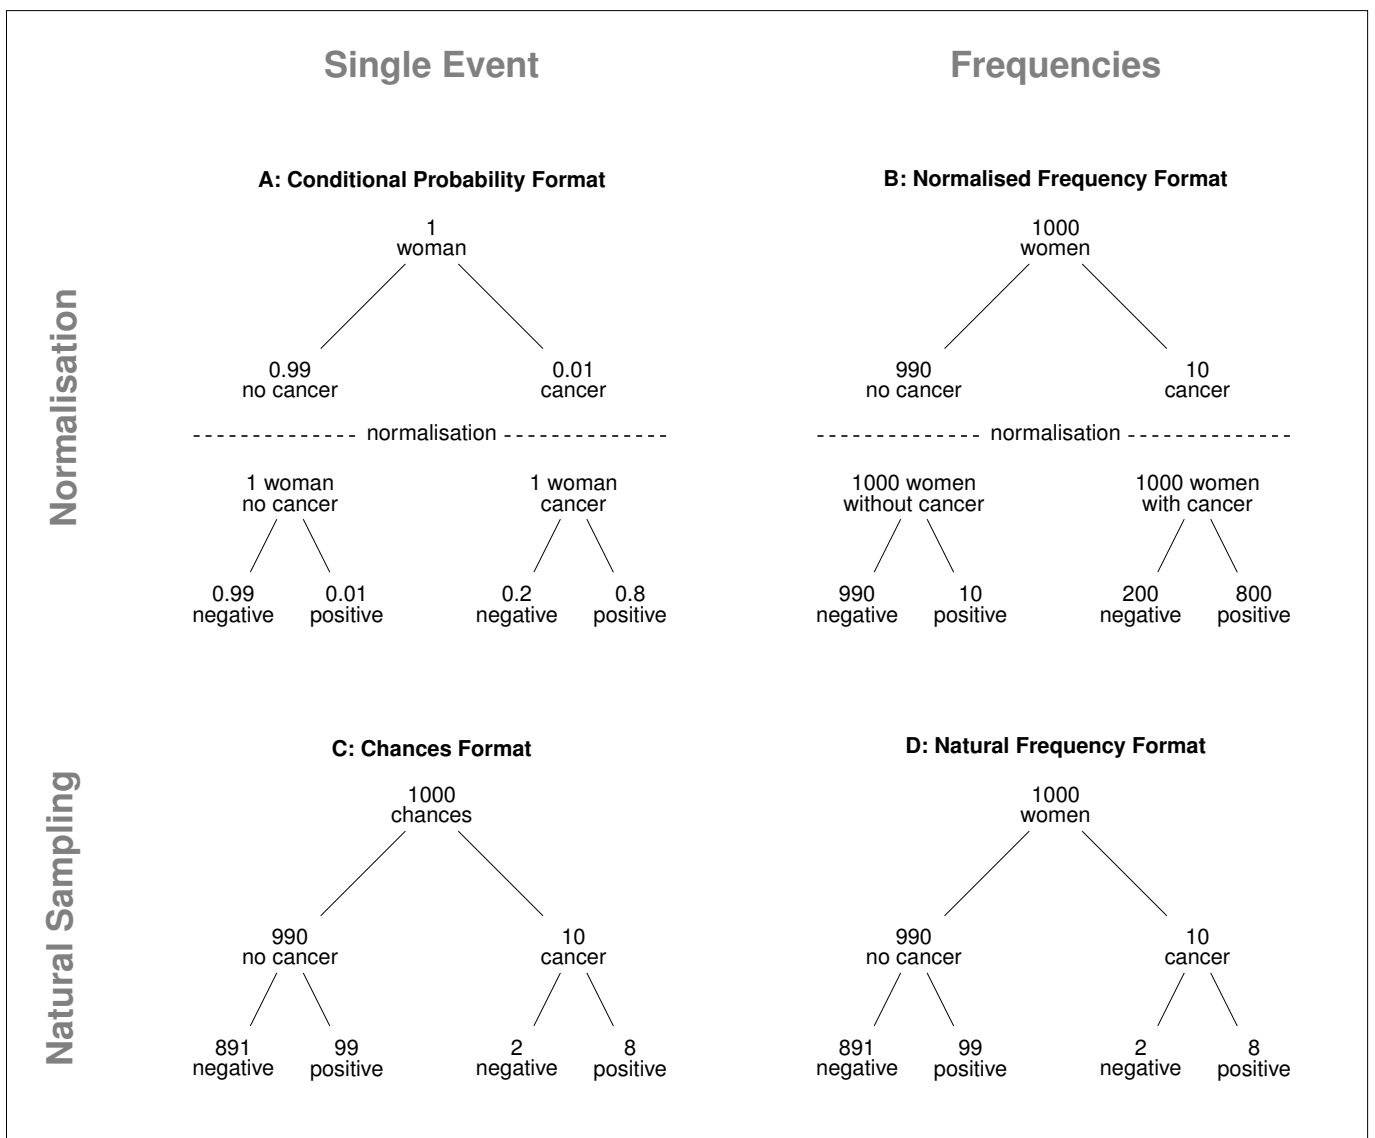 Single Event
Frequencies
Normalisation
A: Conditional Probability Format
1
woman
0.99
no cancer
0.01
cancer
normalisation
1 woman
no cancer
1 woman
cancer
0.99
negative
0.01
positive
0.2
negative
0.8
positive
B: Normalised Frequency Format
1000
women
990
no cancer
10
cancer
normalisation
1000 women
without cancer
1000 women
with cancer
990
negative
10
positive
200
negative
800
positive
Natural Sampling
C: Chances Format
1000
chances
990
no cancer
10
cancer
891
negative
99
positive
2
negative
8
positive
D: Natural Frequency Format
1000
women
990
no cancer
10
cancer
891
negative
99
positive
2
negative
8
positive